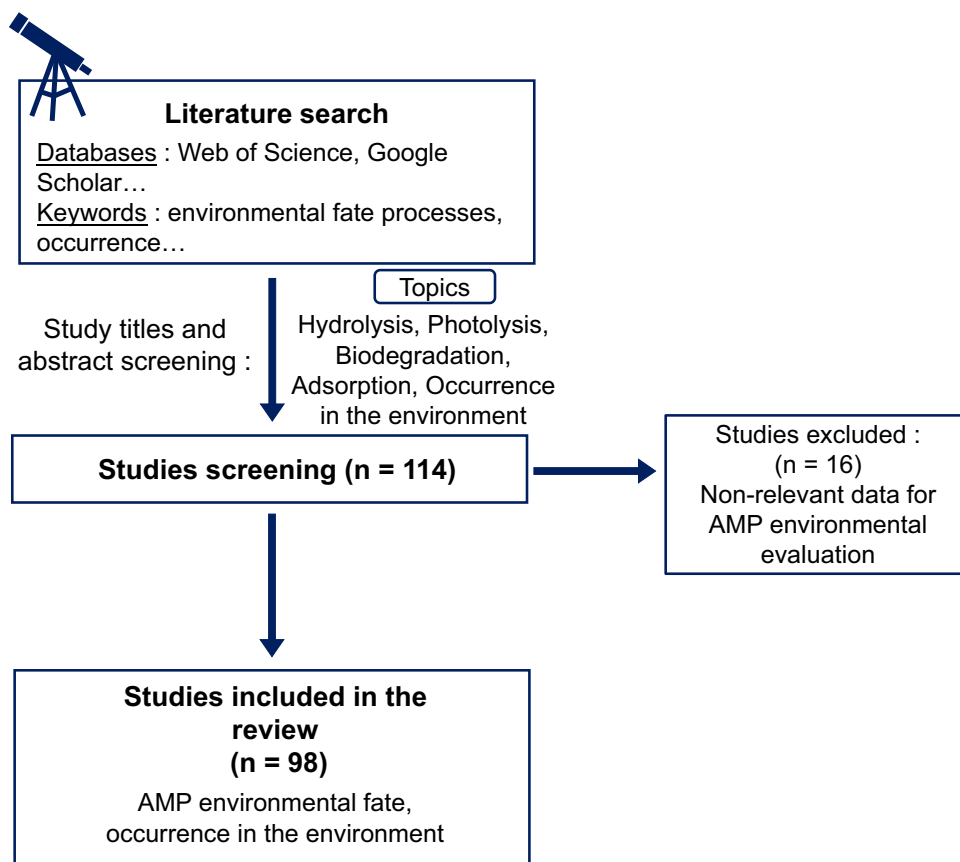 Literature search
Databases : Web of Science, Google
Scholar…
Keywords : environmental fate processes,
occurrence…
Study titles and
abstract screening :
Topics
Hydrolysis, Photolysis,
Biodegradation,
Adsorption, Occurrence
in the environment
Studies screening (n = 114)
Studies excluded :
(n = 16)
Non-relevant data for
AMP environmental
evaluation
Studies included in the
review
(n = 98)
AMP environmental fate,
occurrence in the environment